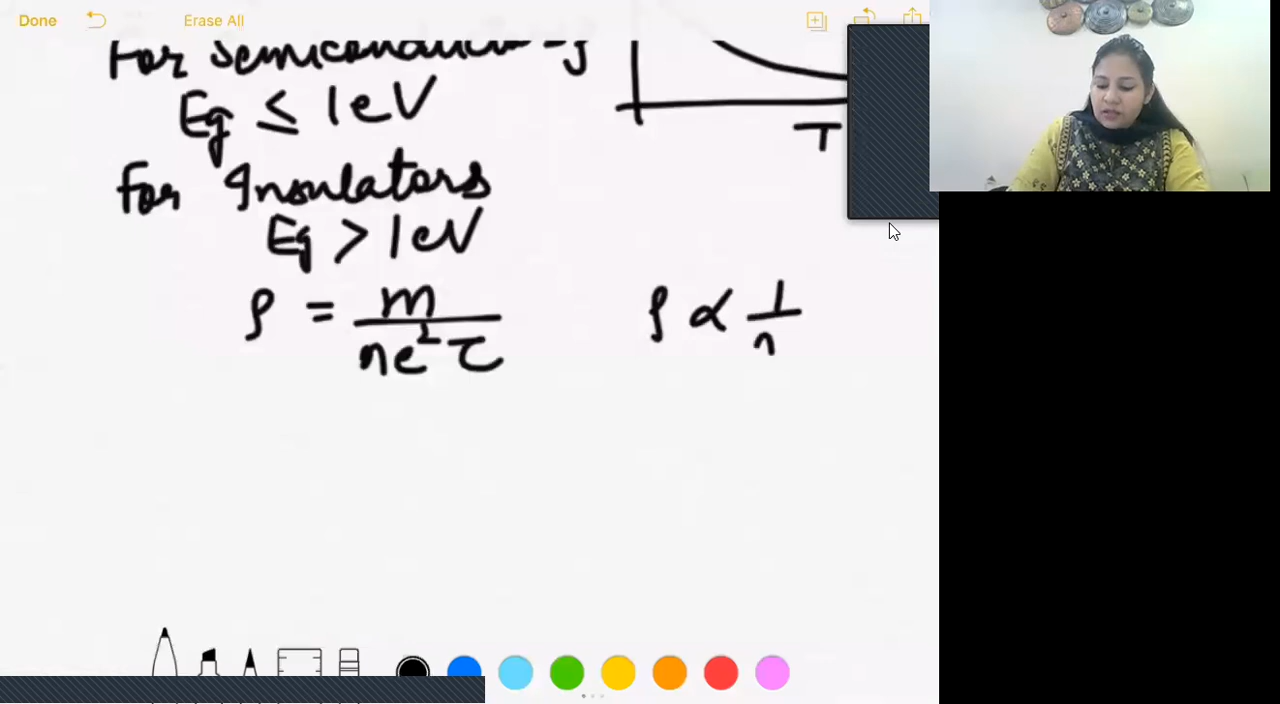 Done Erase All
For Semiconductors
Eg ≤ 1eV
T
For Insulators
Eg > 1eV
ρ = m / ne²τ
ρ ∝ 1/n